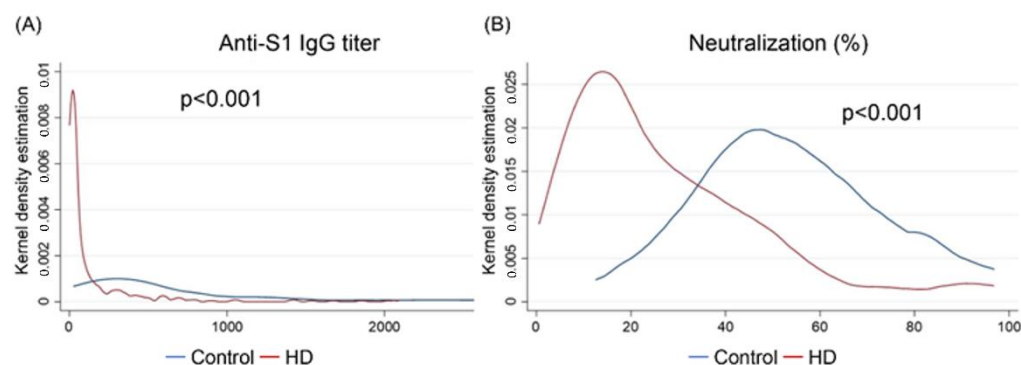 (A)
Anti-S1 IgG titer
p<0.001
Kernel density estimation
0.01
0.008
0.006
0.004
0.002
0
0
1000
2000
Control
HD
(B)
Neutralization (%)
p<0.001
Kernel density estimation
0.025
0.02
0.015
0.01
0.005
0
0
20
40
60
80
100
Control
HD